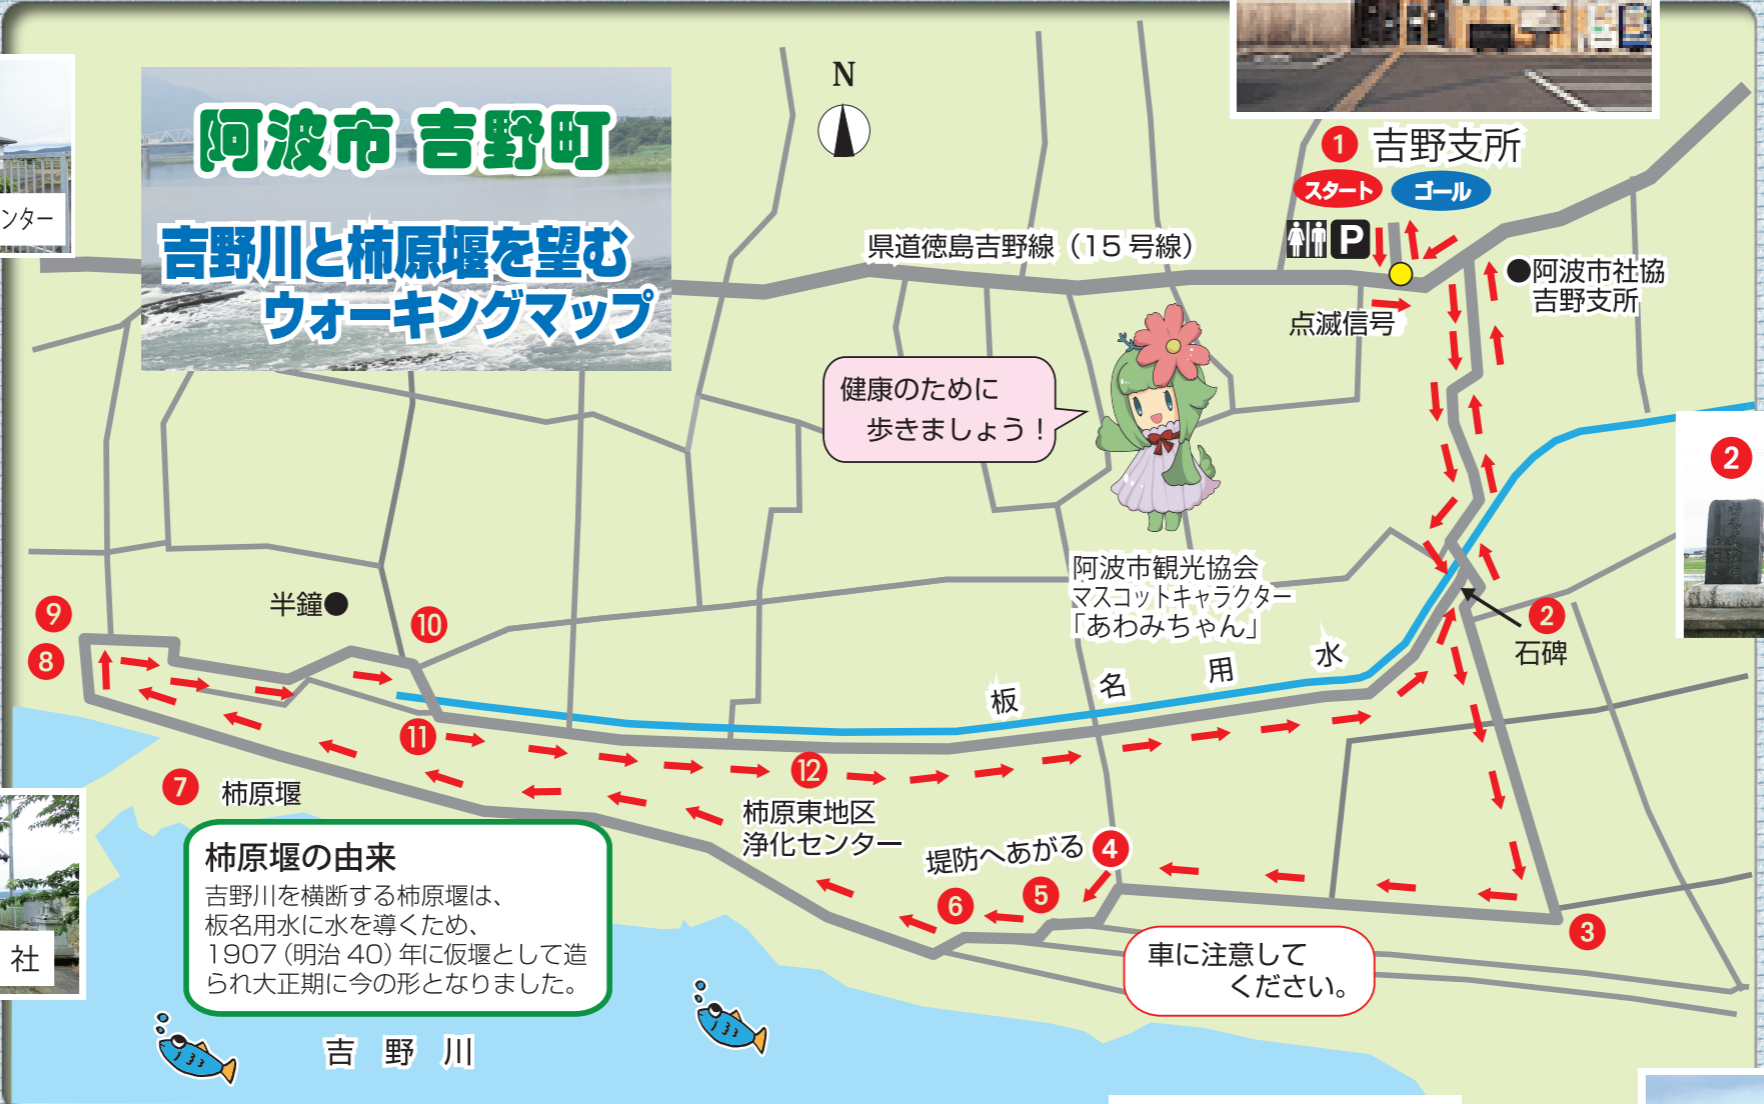 阿波市 吉野町
吉野川と柿原堰を望む
ウォーキングマップ
N
1 吉野支所
スタート ゴール
P
県道徳島吉野線（15号線）
点滅信号
阿波市社協
吉野支所
健康のために
歩きましょう！
阿波市観光協会
マスコットキャラクター
「あわみちゃん」
ンター
2
2
石碑
半鐘
9
8
10
板名用水
11
12
7 柿原堰
柿原東地区
浄化センター
堤防へあがる 4
5
6
3
柿原堰の由来
吉野川を横断する柿原堰は、
板名用水に水を導くため、
1907（明治 40）年に仮堰として造
られ大正期に今の形となりました。
車に注意して
ください。
社
吉 野 川